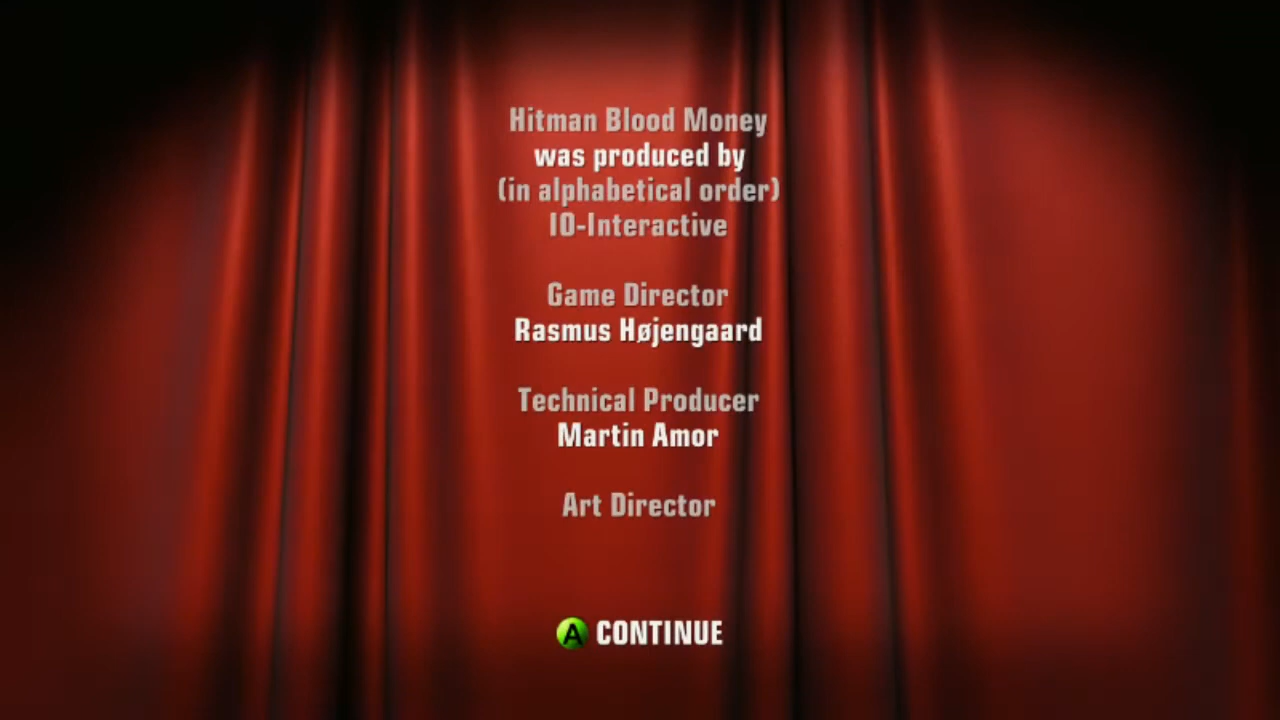 Hitman Blood Money
was produced by
(in alphabetical order)
IO-Interactive
Game Director
Rasmus Højengaard
Technical Producer
Martin Amor
Art Director
A CONTINUE